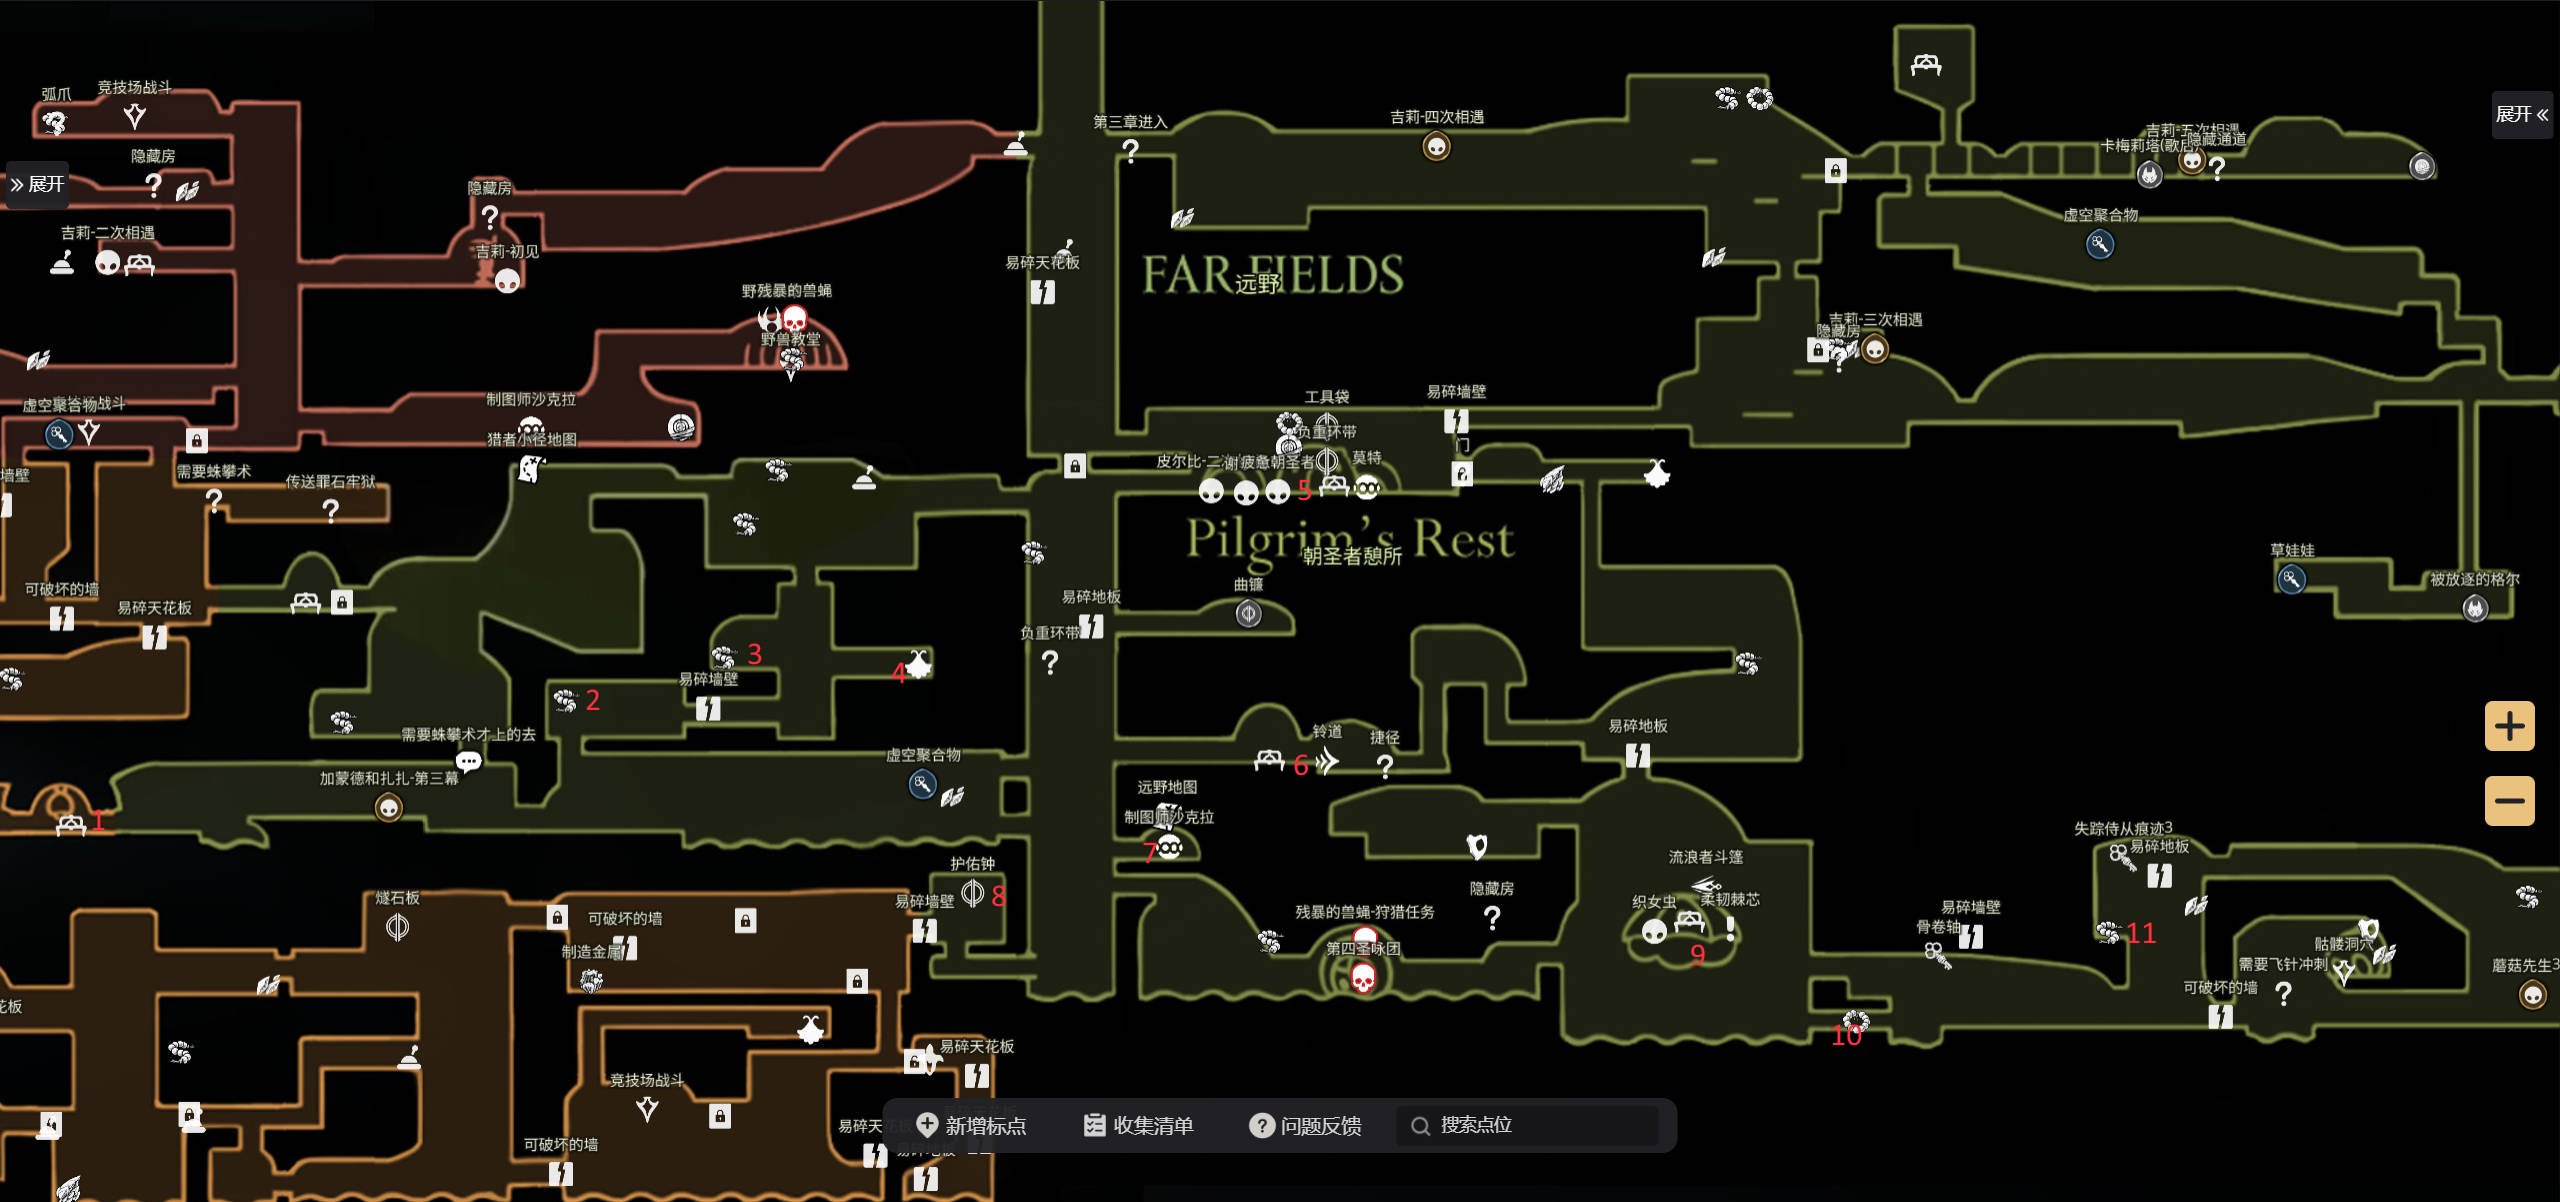 弧爪
竞技场战斗
隐藏房
展开
吉莉-二次相遇
隐藏房
吉莉-初见
野残暴的兽蝇
野兽教堂
制图师沙克拉
猎者小径地图
虚空聚合物
战斗
需要蛛攀术
传送罪石牢狱
墙壁
可破坏的墙
易碎天花板
第三章进入
吉莉-四次相遇
吉莉-五次相遇
隐藏通道
卡梅莉塔(歌后)
展开
虚空聚合物
易碎天花板
FAR FIELDS
远野
吉莉-三次相遇
隐藏房
工具袋
易碎墙壁
负重环带
门
皮尔比-二
疲惫朝圣者
莫特
5
Pilgrim's Rest
朝圣者憩所
草娃娃
被放逐的格尔
曲镰
易碎地板
负重环带
3
4
2
易碎墙壁
需要蛛攀术才上的去
加蒙德和扎扎-第三幕
虚空聚合物
1
铃道
捷径
6
易碎地板
远野地图
制图师沙克拉
7
护佑钟
8
易碎墙壁
燧石板
可破坏的墙
制造金属
残暴的兽蝇-狩猎任务
第四圣咏团
隐藏房
流浪者斗篷
织女虫
柔韧棘芯
9
失踪侍从痕迹3
易碎地板
易碎墙壁
骨卷轴
11
骷髅洞穴
需要飞针冲刺
可破坏的墙
蘑菇先生3
10
花板
竞技场战斗
易碎天花板
可破坏的墙
易碎天
新增标点
收集清单
问题反馈
搜索点位